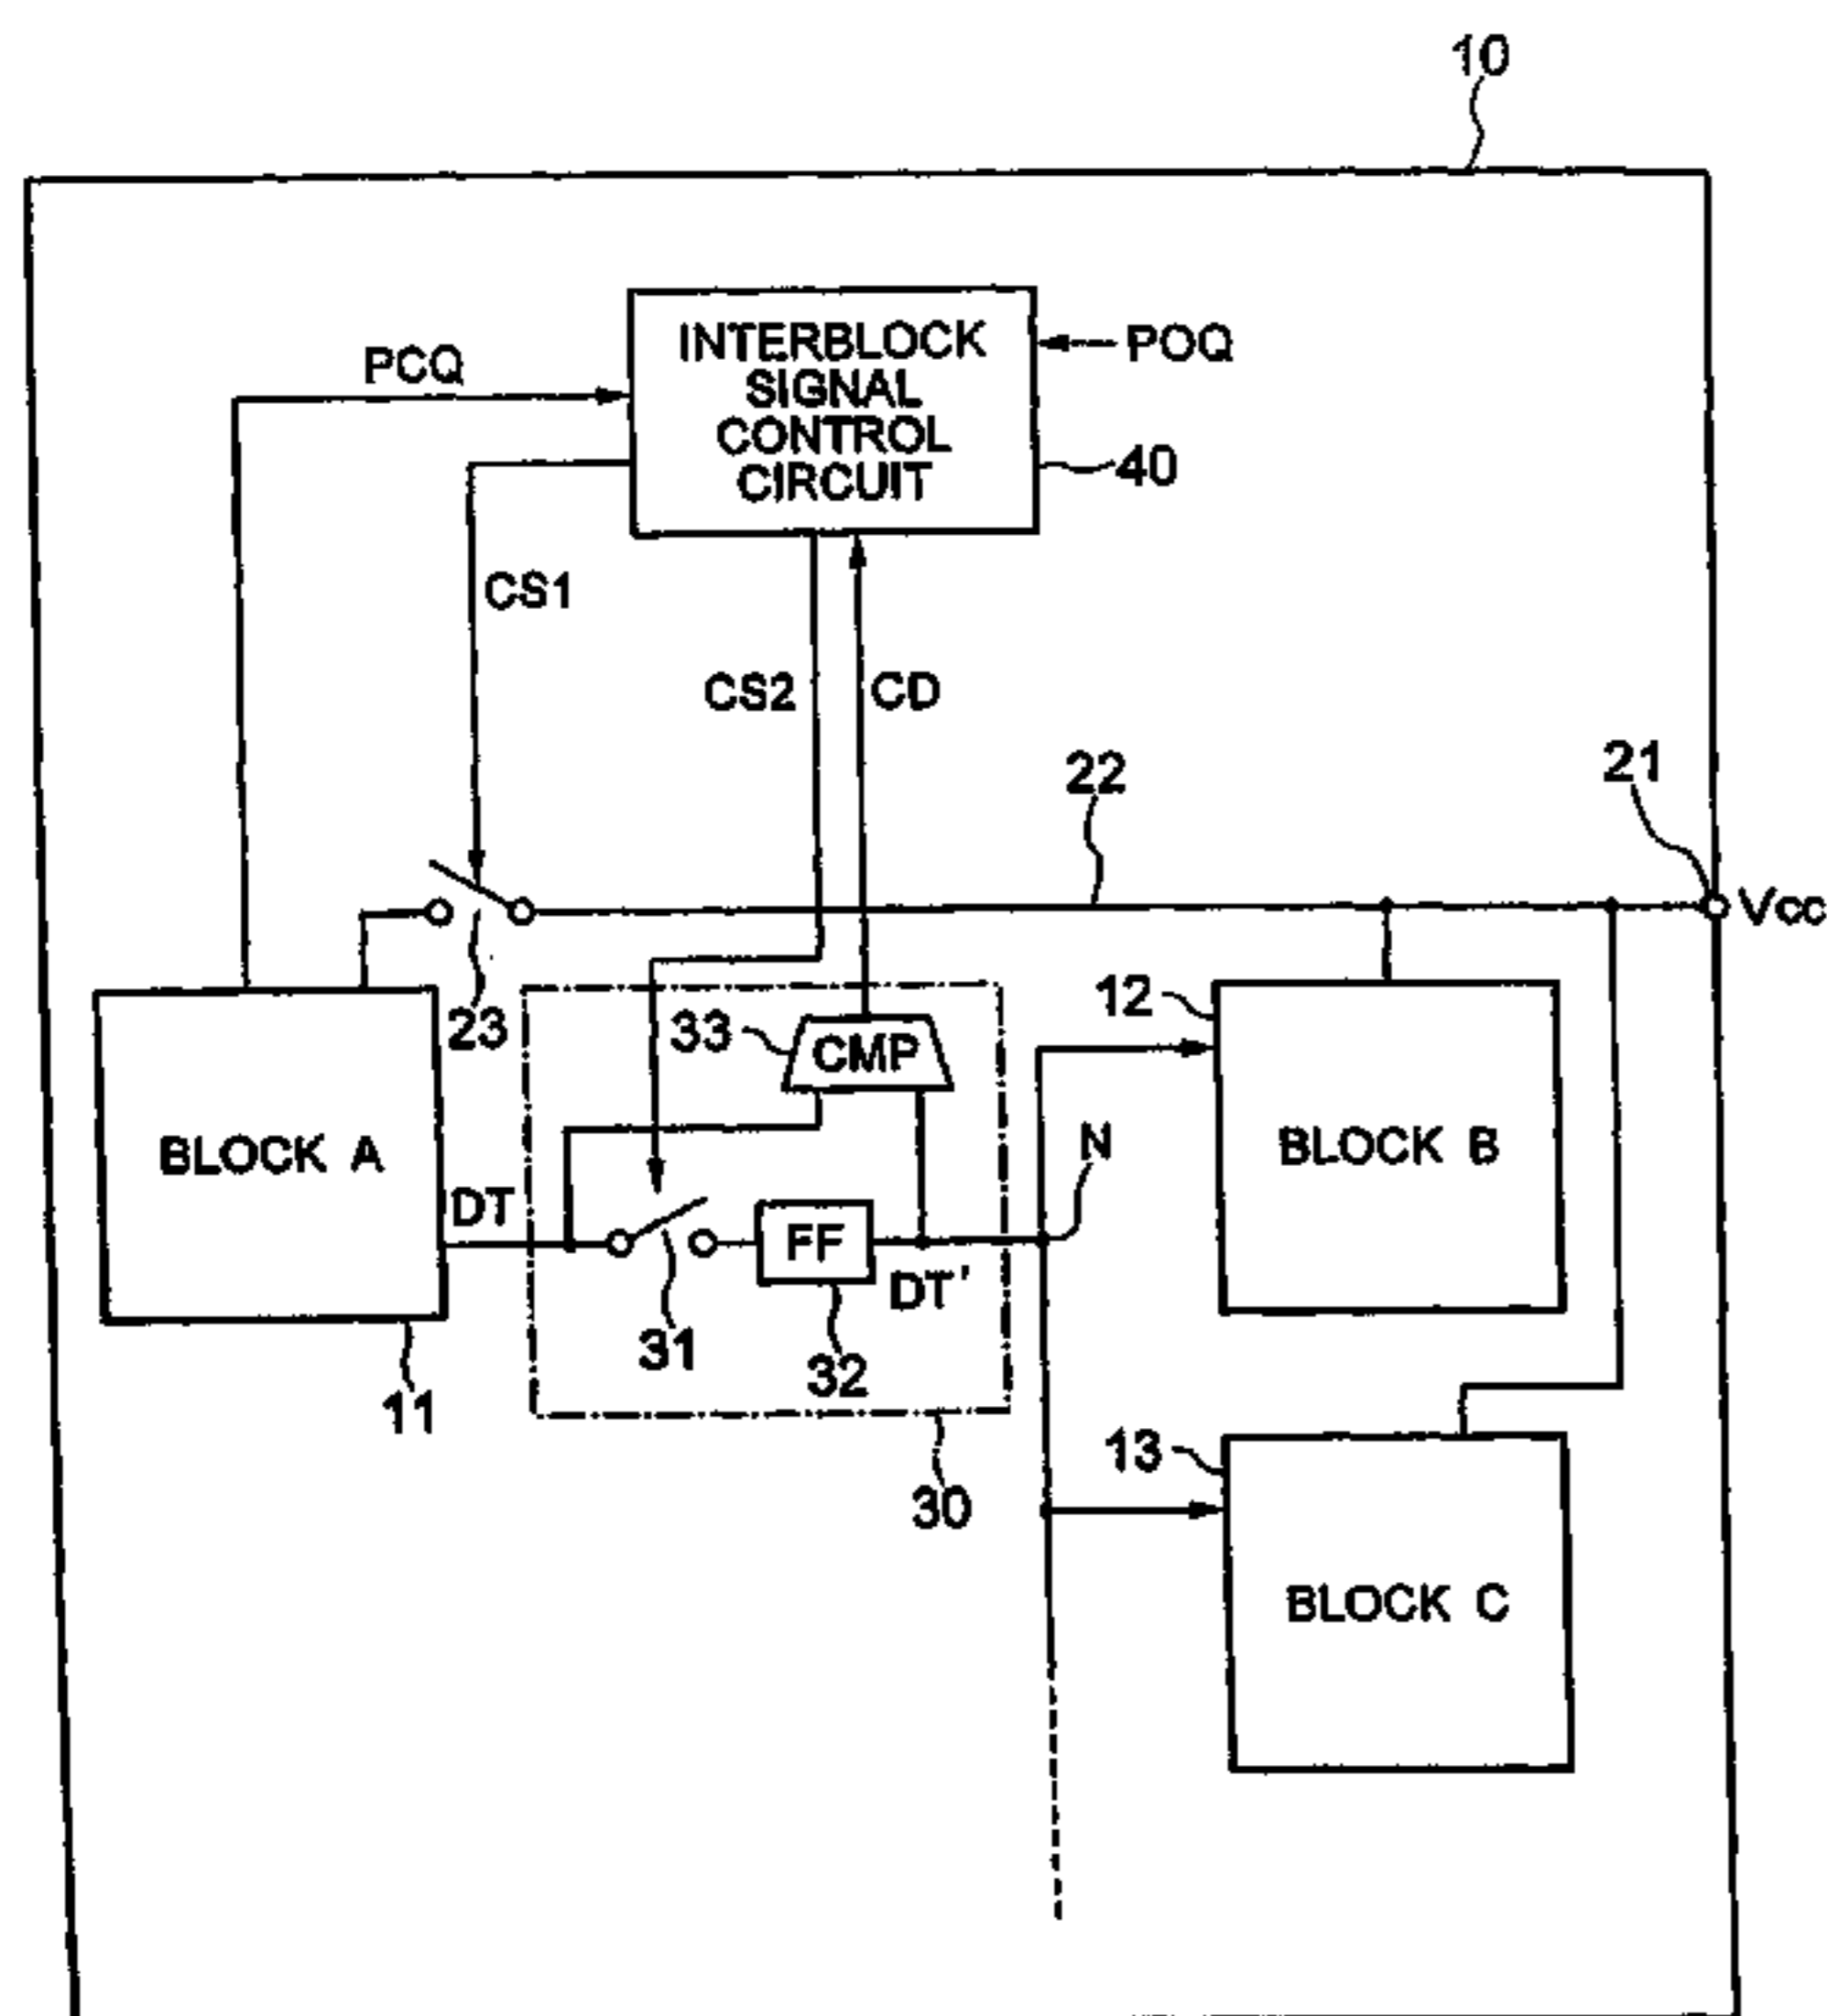 10
INTERBLOCK
SIGNAL
CONTROL
CIRCUIT
PCQ
POQ
40
CS1
CS2
CD
22
21
Vcc
23
33
CMP
12
BLOCK A
DT
FF
DT'
N
BLOCK B
31
32
11
30
13
BLOCK C